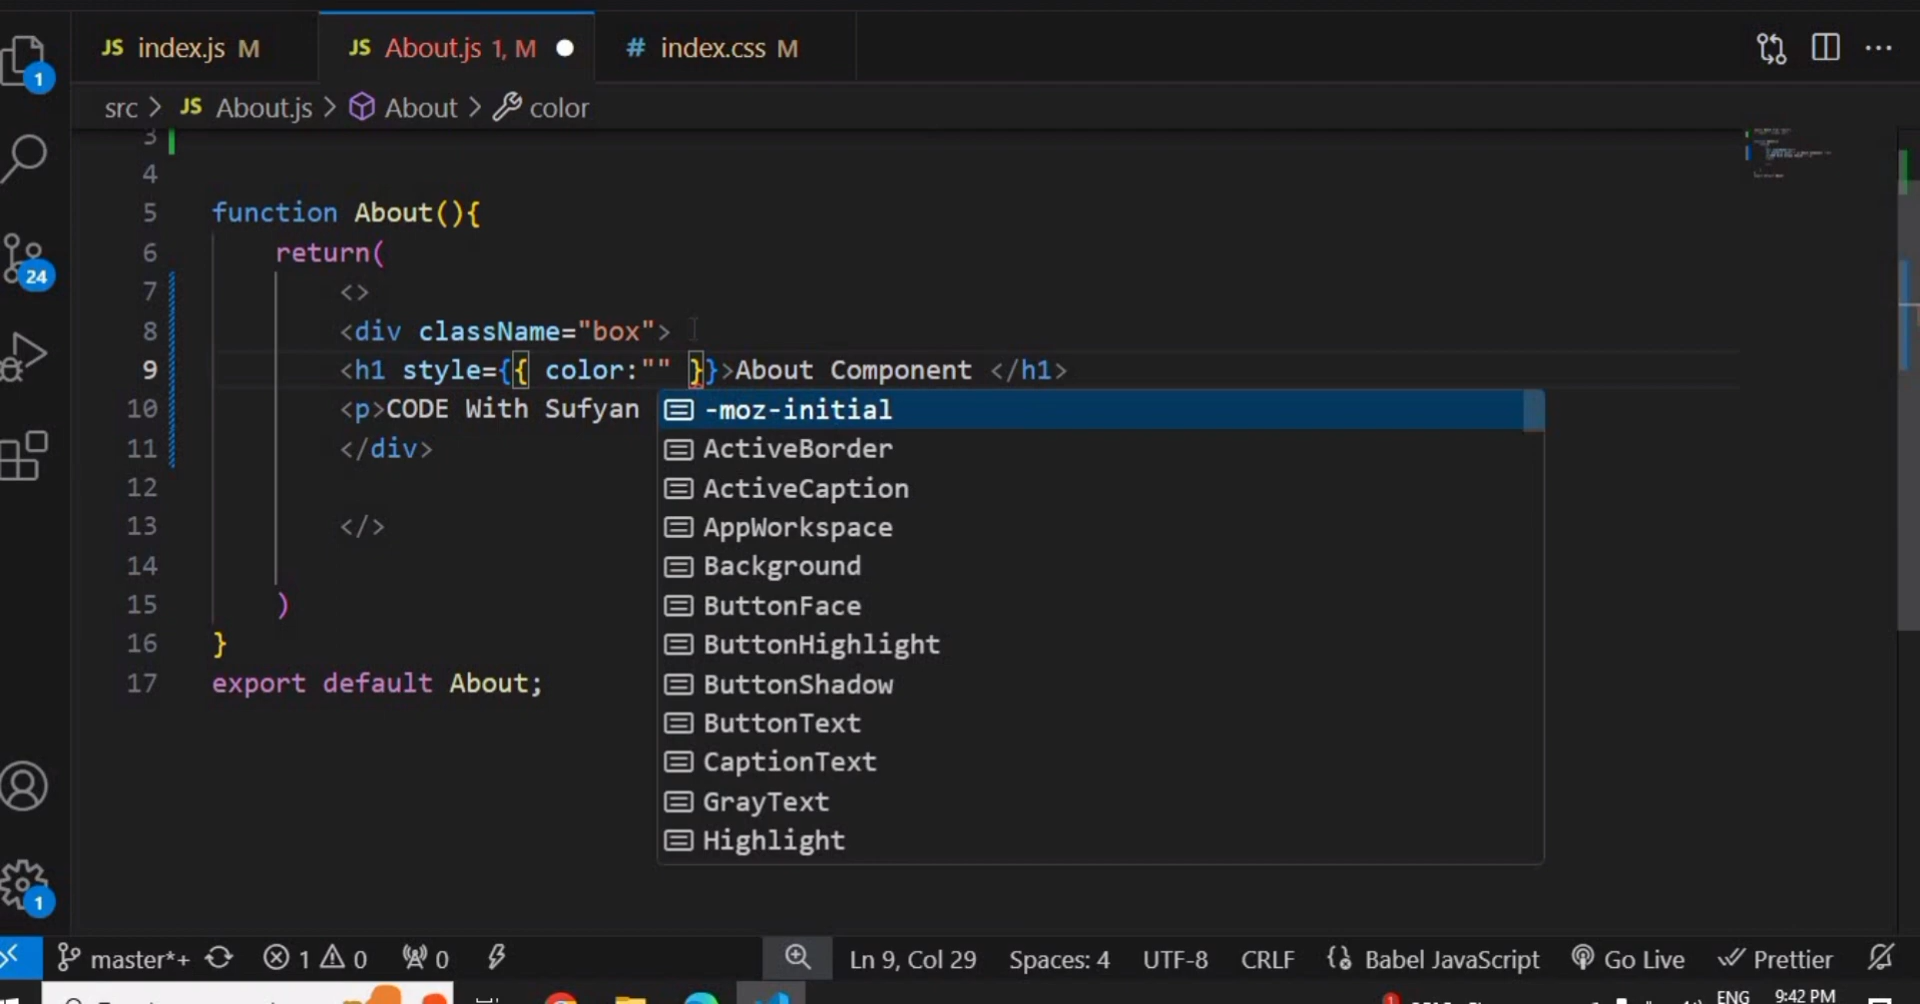 JS index.js M
JS About.js 1, M
# index.css M
1
src > JS About.js > About > color
3
4
5 function About(){
6 return(
7 <>
8 <div className="box">
9 <h1 style={{ color:"" }}>About Component </h1>
10 <p>CODE With Sufyan
11 </div>
12
13 </>
14
15 )
16 }
17 export default About;
-moz-initial
ActiveBorder
ActiveCaption
AppWorkspace
Background
ButtonFace
ButtonHighlight
ButtonShadow
ButtonText
CaptionText
GrayText
Highlight
24
1
master*+ 1 0 0 Ln 9, Col 29 Spaces: 4 UTF-8 CRLF Babel JavaScript Go Live Prettier
1 ENG 9:42 PM